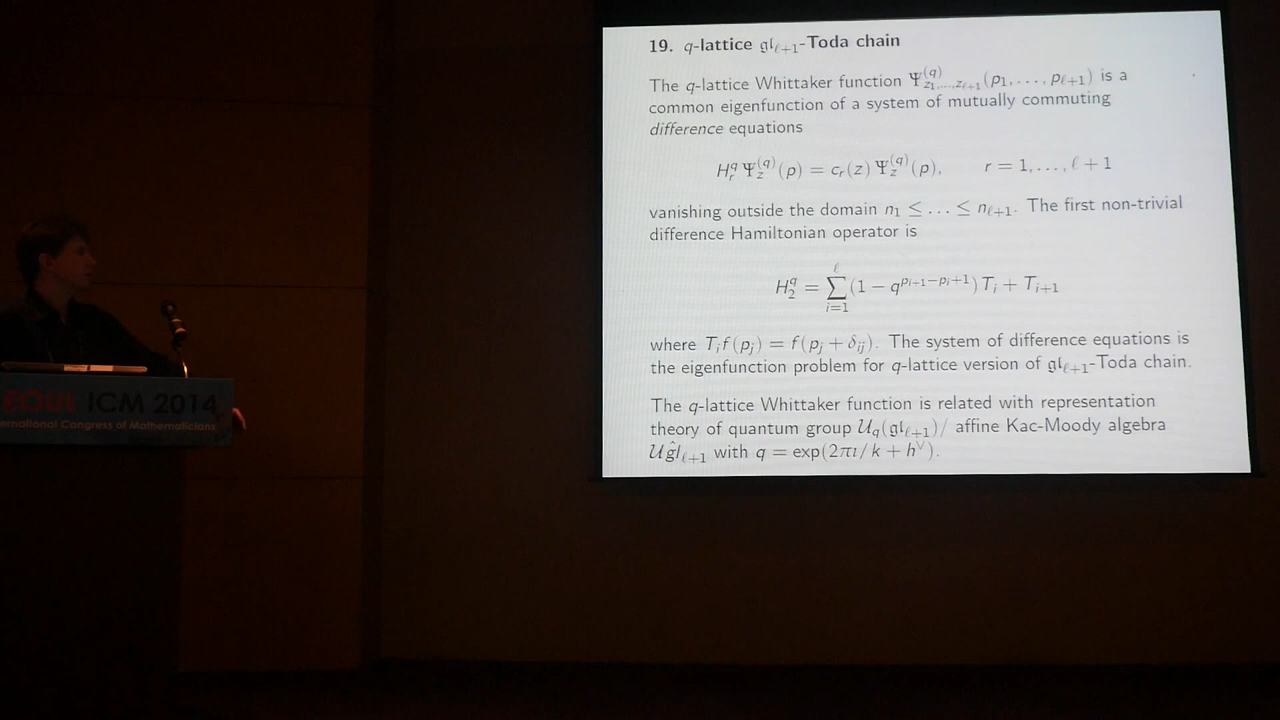 19. q-lattice 𝔤𝔩_{ℓ+1}-Toda chain
The q-lattice Whittaker function Ψ^{(q)}_{z_1,...,z_{ℓ+1}}(p_1, . . . , p_{ℓ+1}) is a
common eigenfunction of a system of mutually commuting
difference equations
H^q_r Ψ^{(q)}_z(p) = c_r(z) Ψ^{(q)}_z(p), r = 1, . . . , ℓ + 1
vanishing outside the domain n_1 ≤ . . . ≤ n_{ℓ+1}. The first non-trivial
difference Hamiltonian operator is
H^q_2 = ∑_{i=1}^{ℓ} (1 − q^{p_{i+1}−p_i+1}) T_i + T_{i+1}
where T_i f(p_j) = f(p_j + δ_{ij}). The system of difference equations is
the eigenfunction problem for q-lattice version of 𝔤𝔩_{ℓ+1}-Toda chain.
The q-lattice Whittaker function is related with representation
theory of quantum group 𝒰_q(𝔤𝔩_{ℓ+1})/ affine Kac-Moody algebra
𝒰𝔤̂𝔩_{ℓ+1} with q = exp(2πı/k + h^∨).
EOUL ICM 2014
ernational Congress of Mathematicians